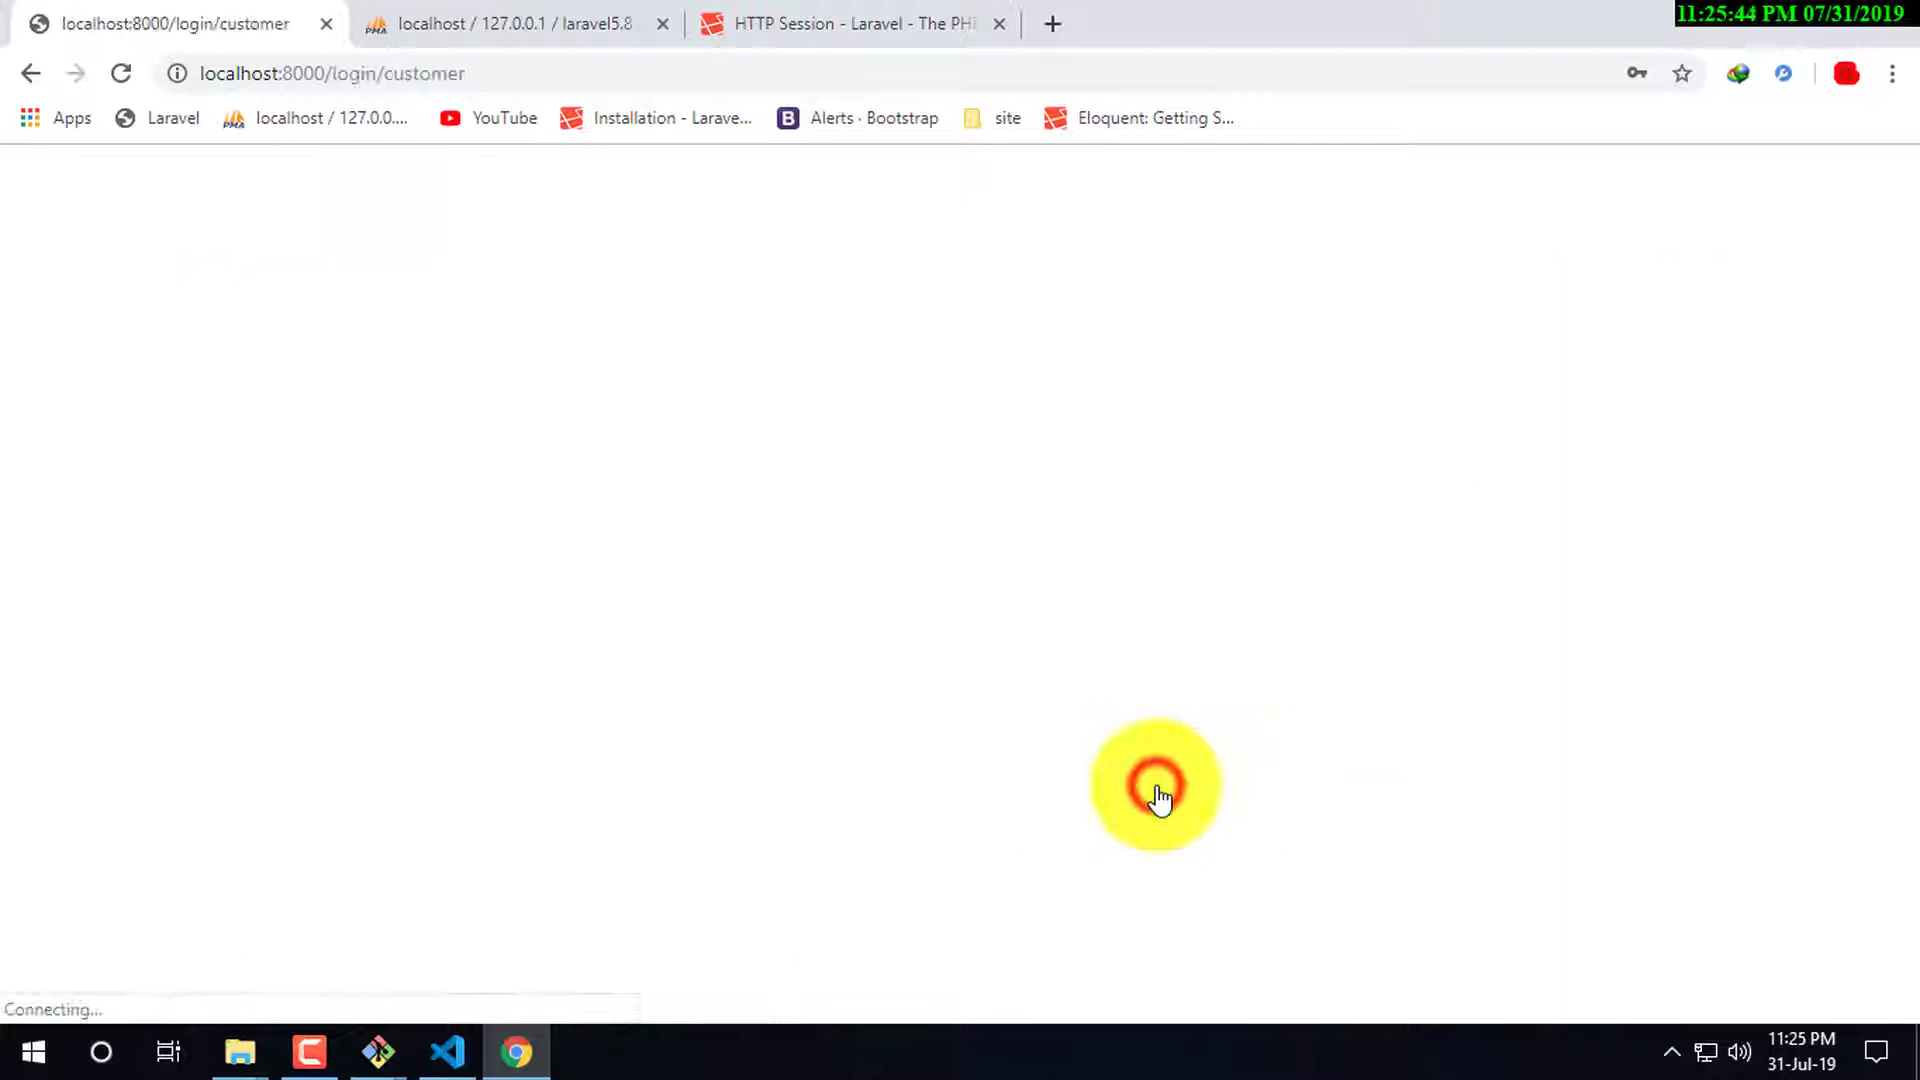 localhost:8000/login/customer
localhost / 127.0.0.1 / laravel5.8
HTTP Session - Laravel - The PH
11:25:44 PM 07/31/2019
localhost:8000/login/customer
Apps
Laravel
PMA
localhost / 127.0.0....
YouTube
Installation - Larave...
B
Alerts · Bootstrap
site
Eloquent: Getting S...
Connecting...
11:25 PM
31-Jul-19